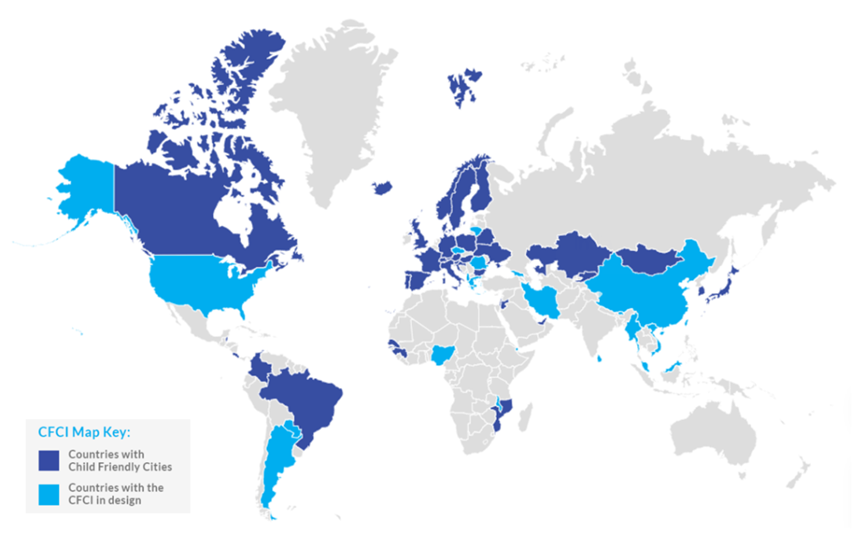 CFCI Map Key:
Countries with
Child Friendly Cities
Countries with the
CFCI in design